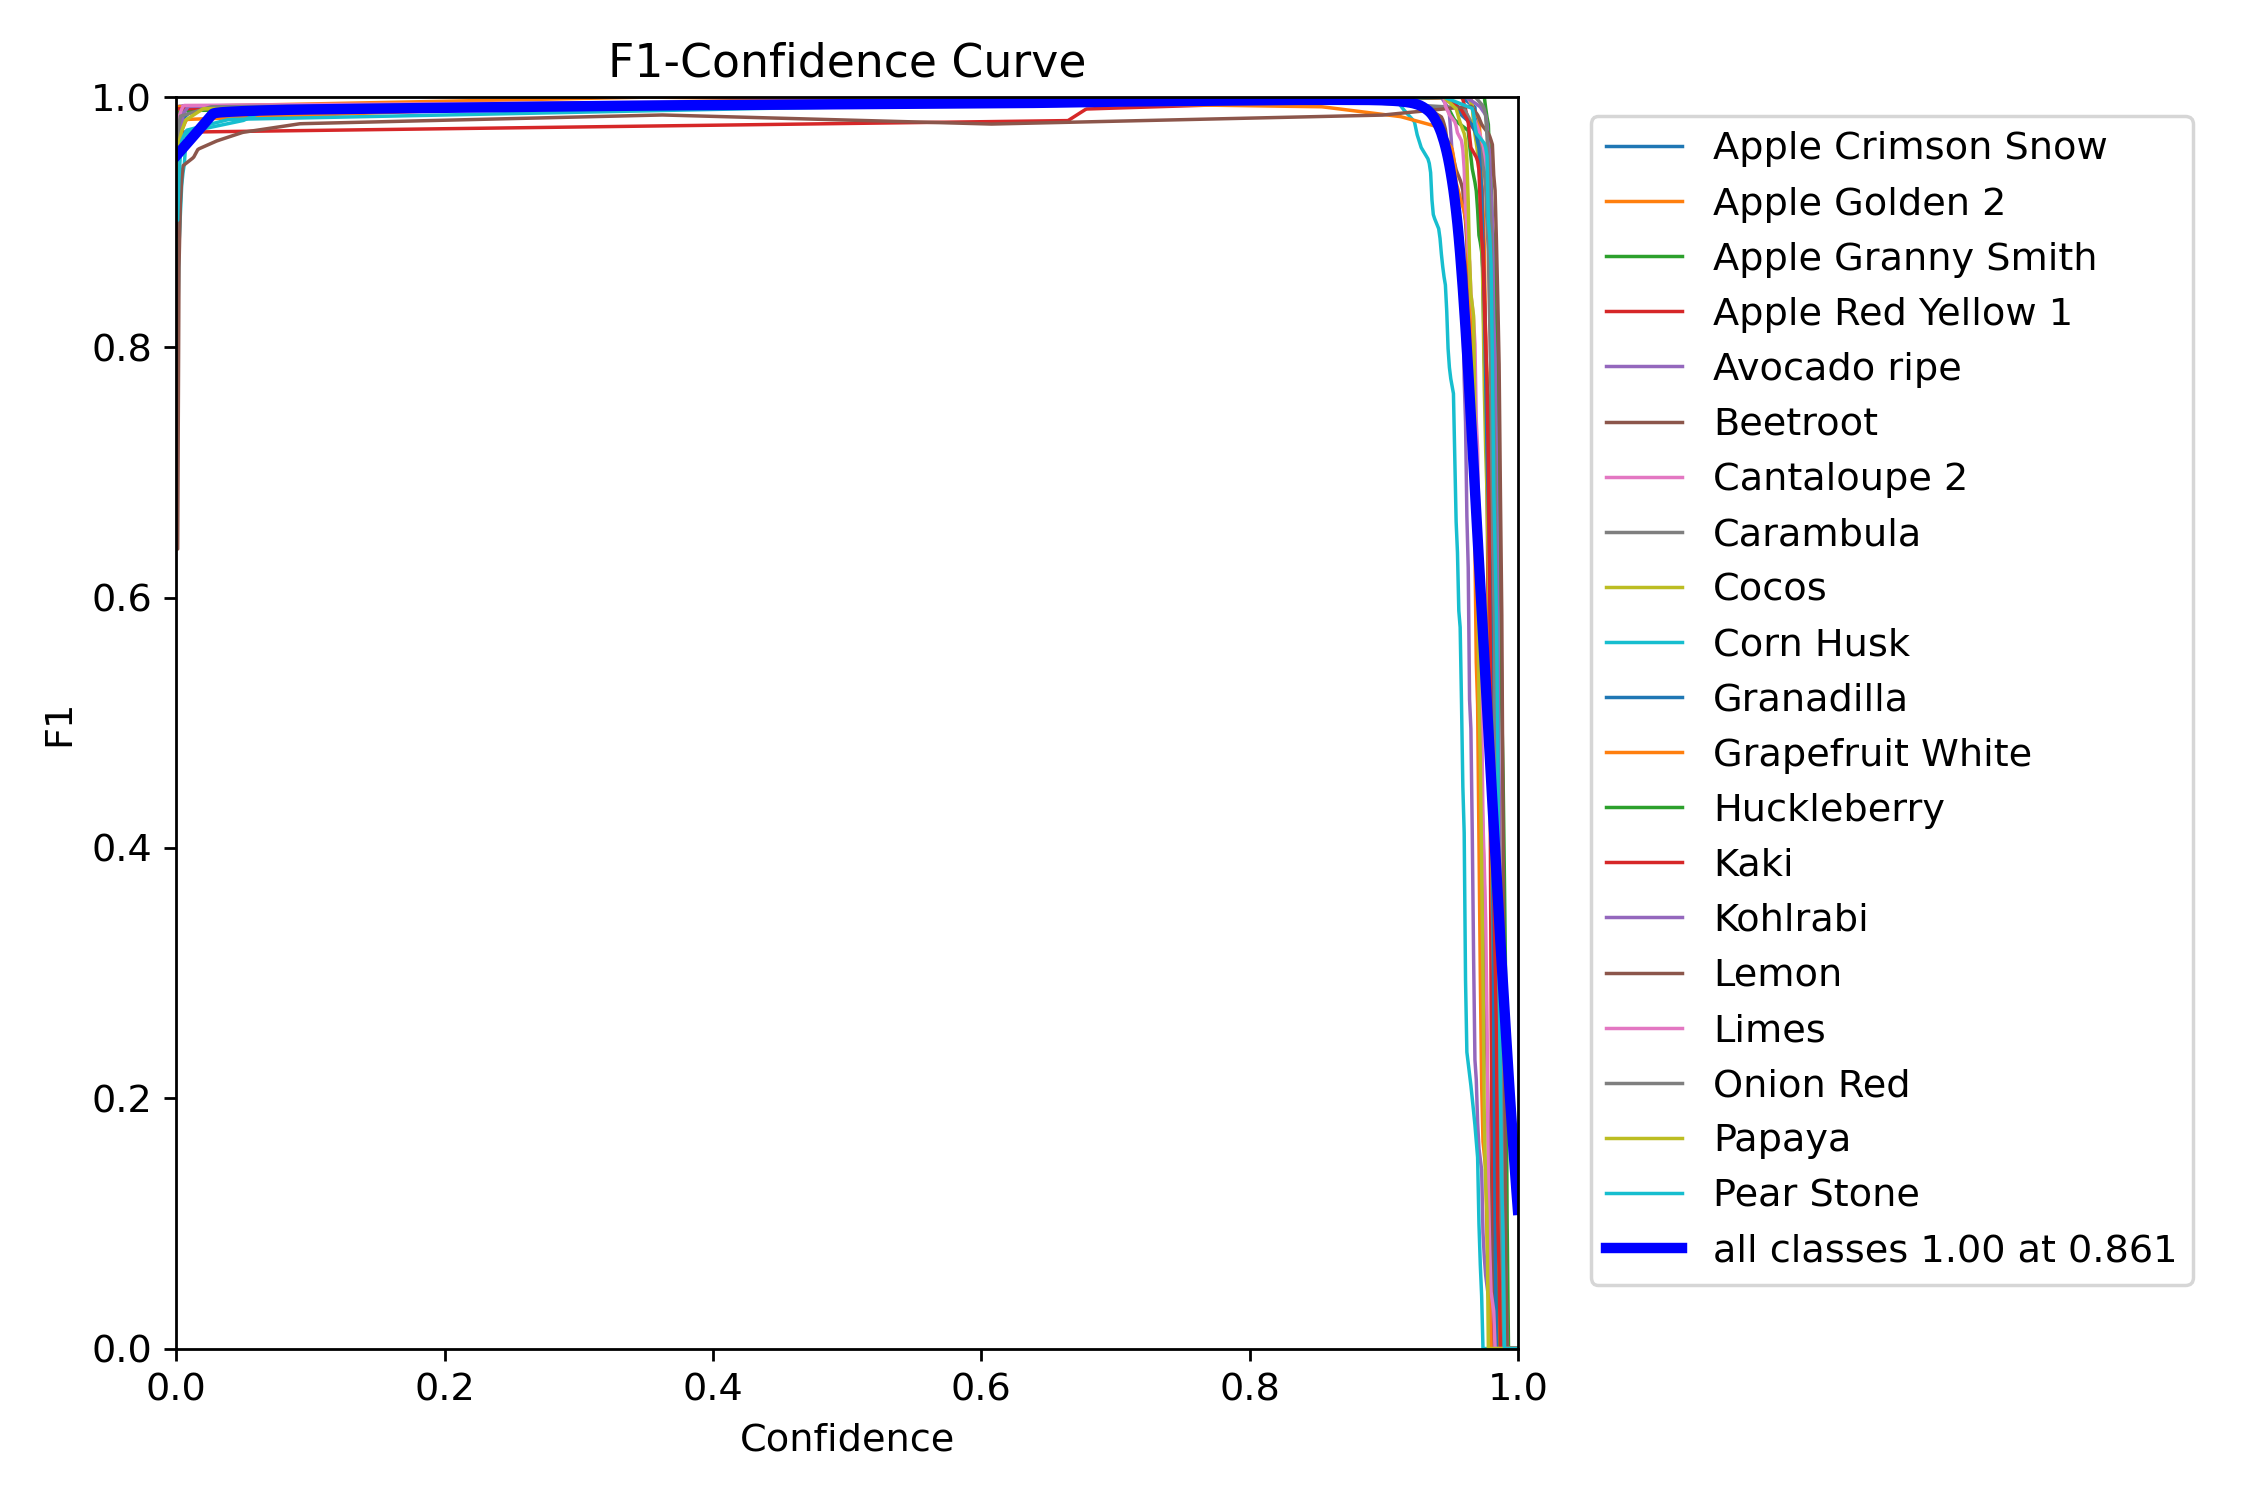 F1-Confidence Curve
1.0
0.8
0.6
0.4
0.2
0.0
F1
0.0 0.2 0.4 0.6 0.8 1.0
Confidence
Apple Crimson Snow
Apple Golden 2
Apple Granny Smith
Apple Red Yellow 1
Avocado ripe
Beetroot
Cantaloupe 2
Carambula
Cocos
Corn Husk
Granadilla
Grapefruit White
Huckleberry
Kaki
Kohlrabi
Lemon
Limes
Onion Red
Papaya
Pear Stone
all classes 1.00 at 0.861